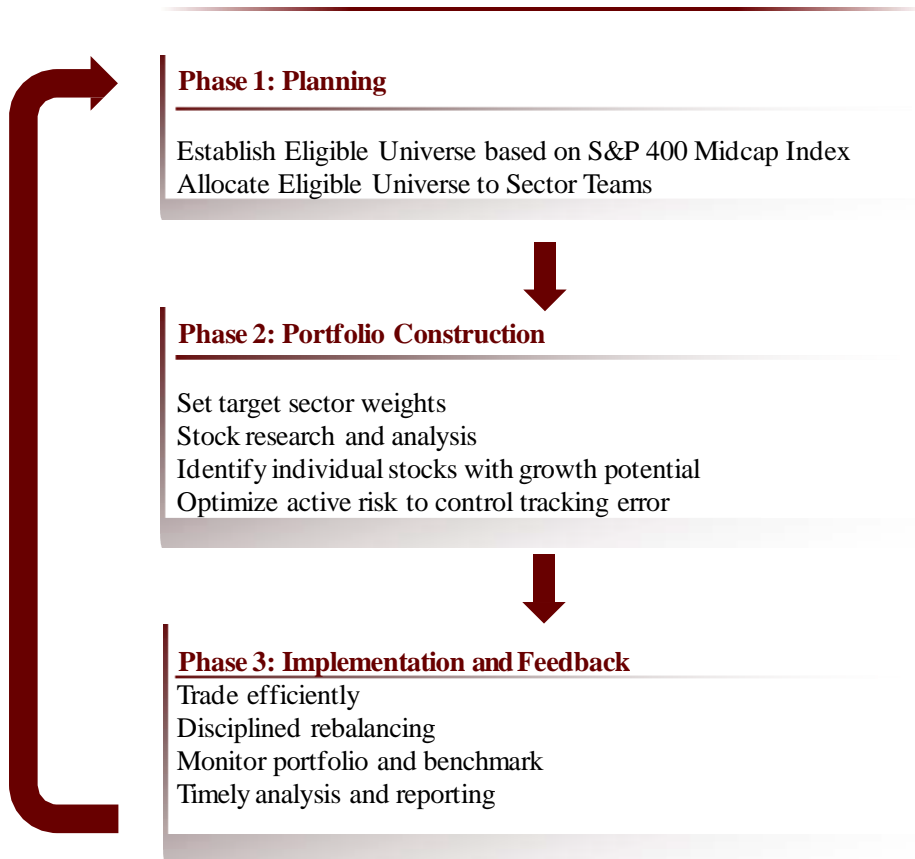 Phase 1: Planning
Establish Eligible Universe based on S&P 400 Midcap Index
Allocate Eligible Universe to Sector Teams
Phase 2: Portfolio Construction
Set target sector weights
Stock research and analysis
Identify individual stocks with growth potential
Optimize active risk to control tracking error
Phase 3: Implementation and Feedback
Trade efficiently
Disciplined rebalancing
Monitor portfolio and benchmark
Timely analysis and reporting